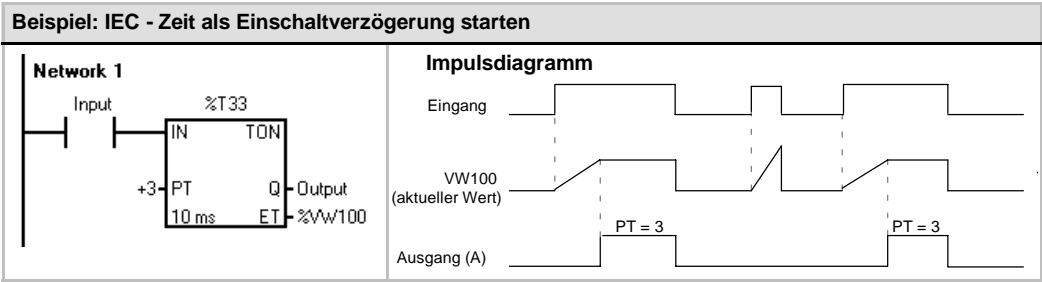 Beispiel: IEC - Zeit als Einschaltverzögerung starten
Network 1
Input
%T33
IN TON
+3 PT Q Output
10 ms ET %VW100
Impulsdiagramm
Eingang
VW100
(aktueller Wert)
PT = 3 PT = 3
Ausgang (A)